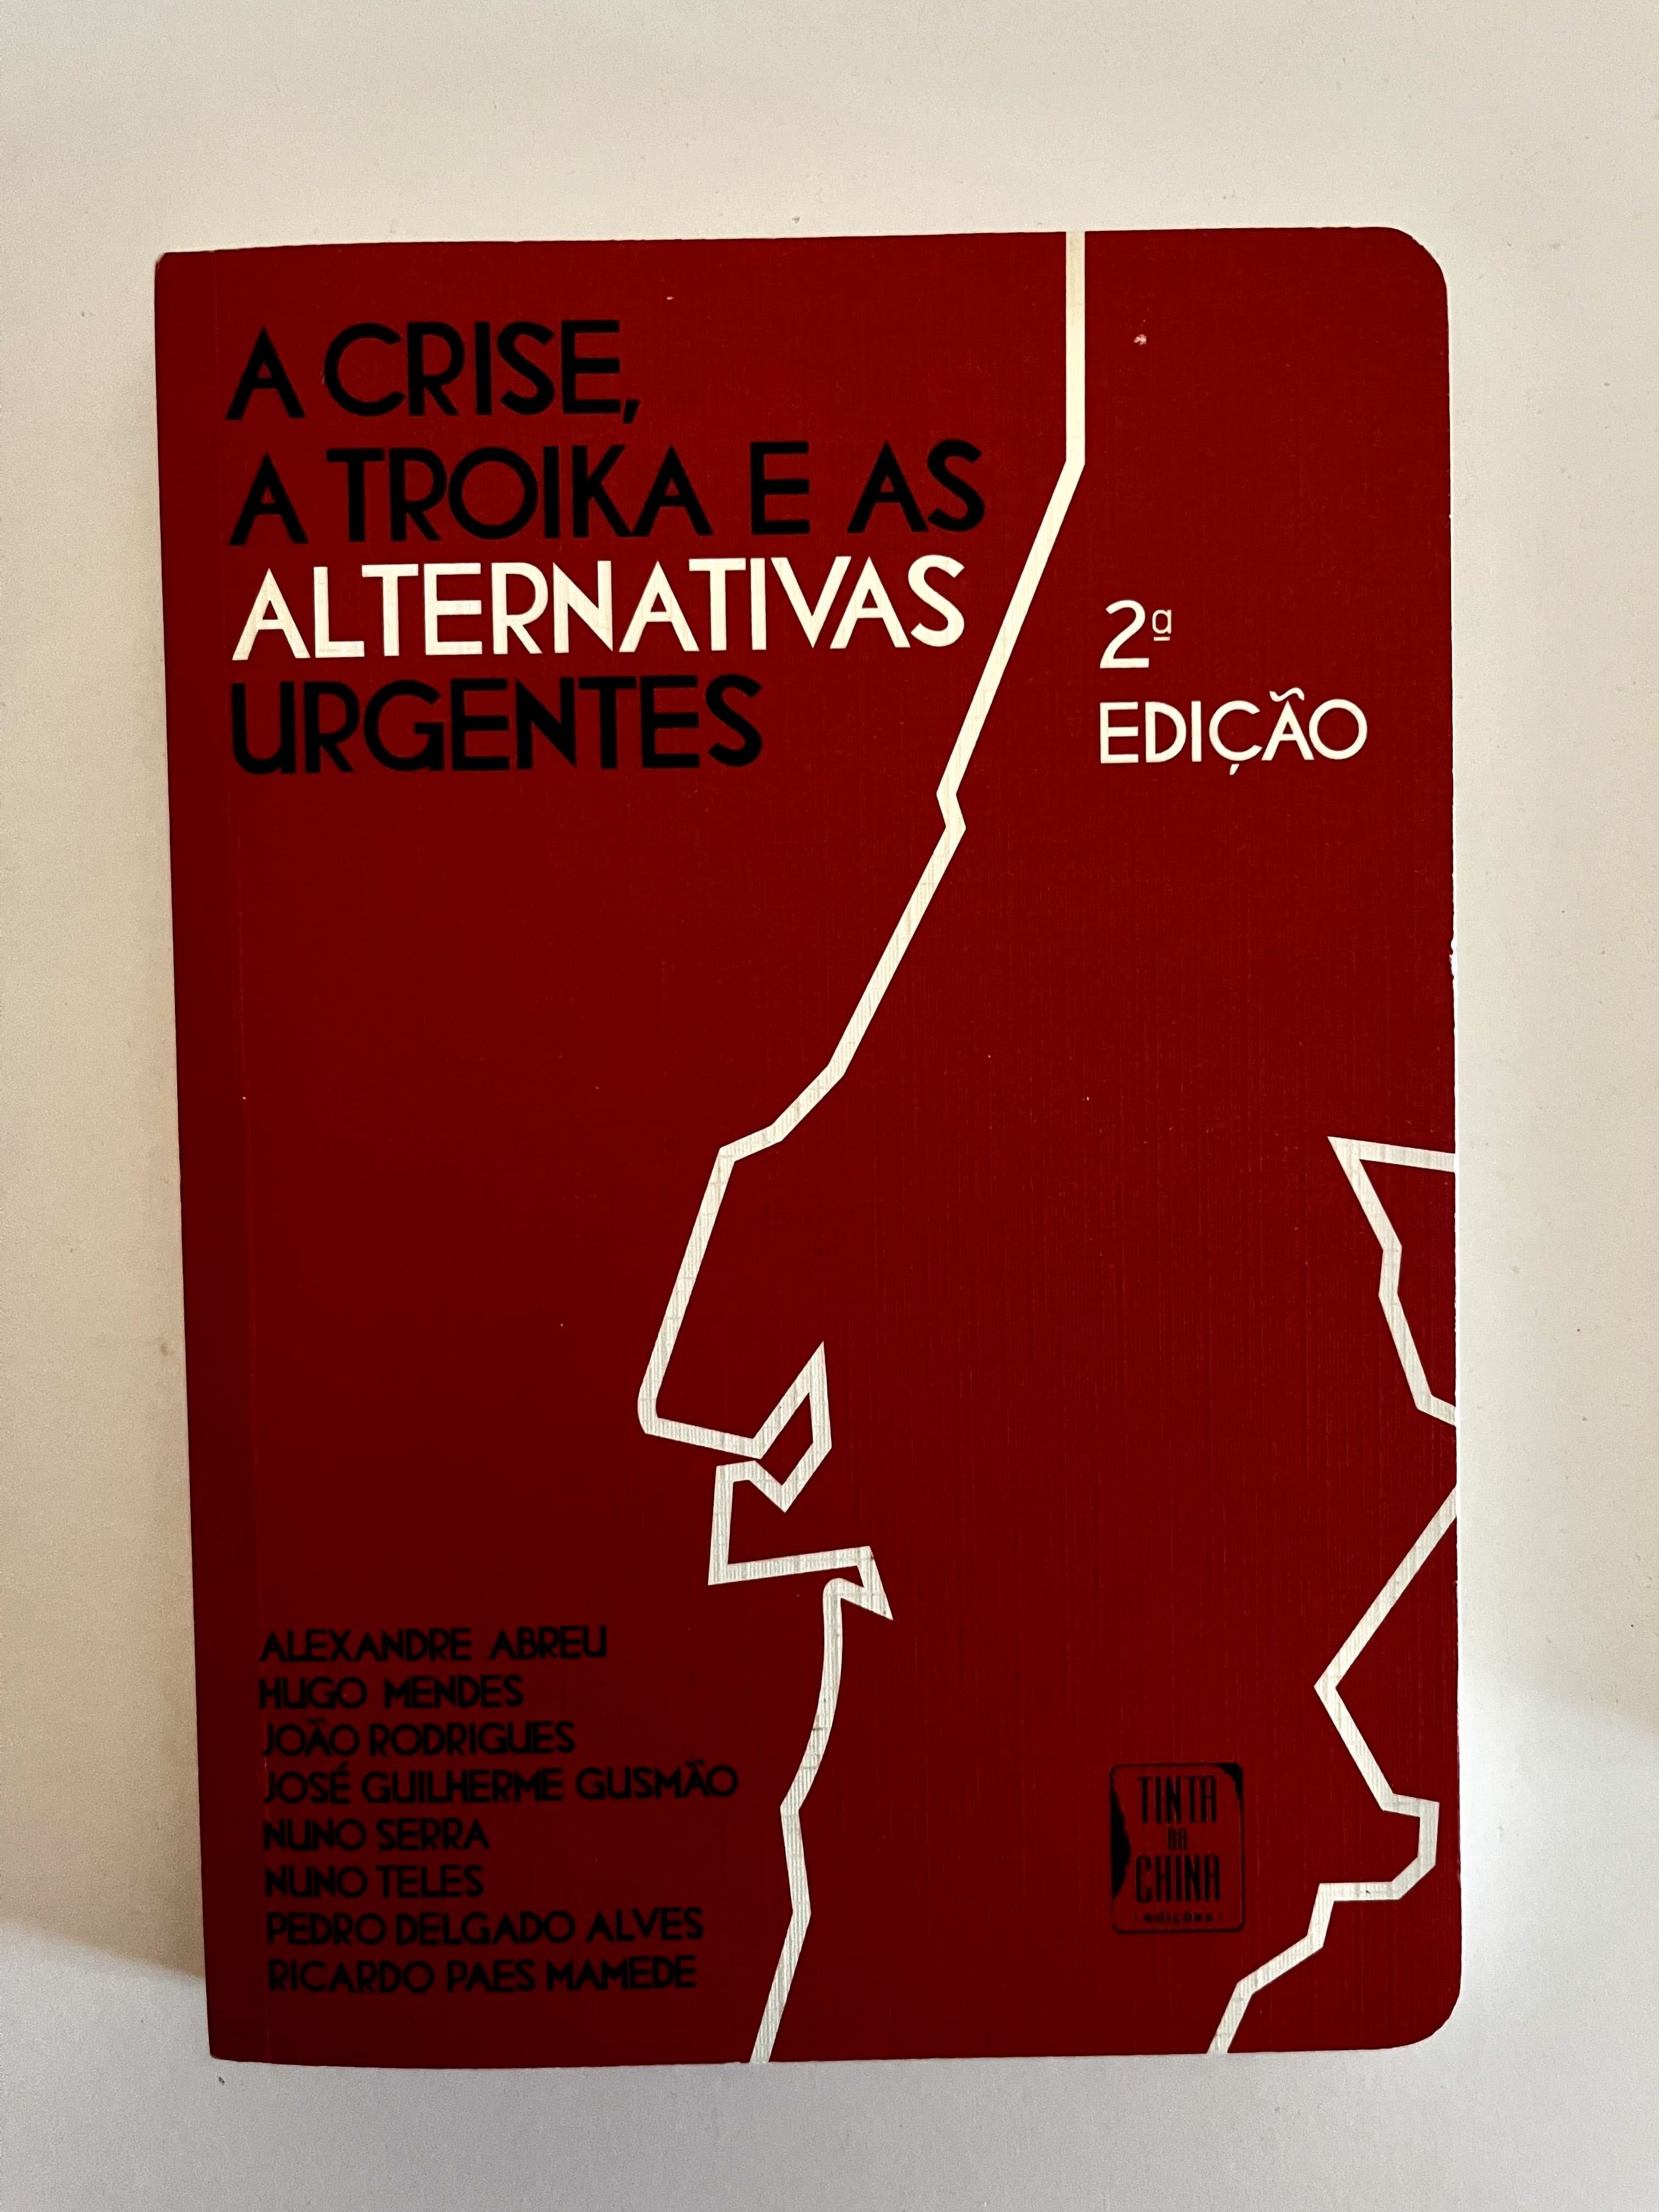 A CRISE,
A TROIKA E AS
ALTERNATIVAS
URGENTES
2ª
EDIÇÃO
ALEXANDRE ABREU
HUGO MENDES
JOÃO RODRIGUES
JOSÉ GUILHERME GUSMÃO
NUNO SERRA
NUNO TELES
PEDRO DELGADO ALVES
RICARDO PAES MAMEDE
TINTA
DA
CHINA
edições